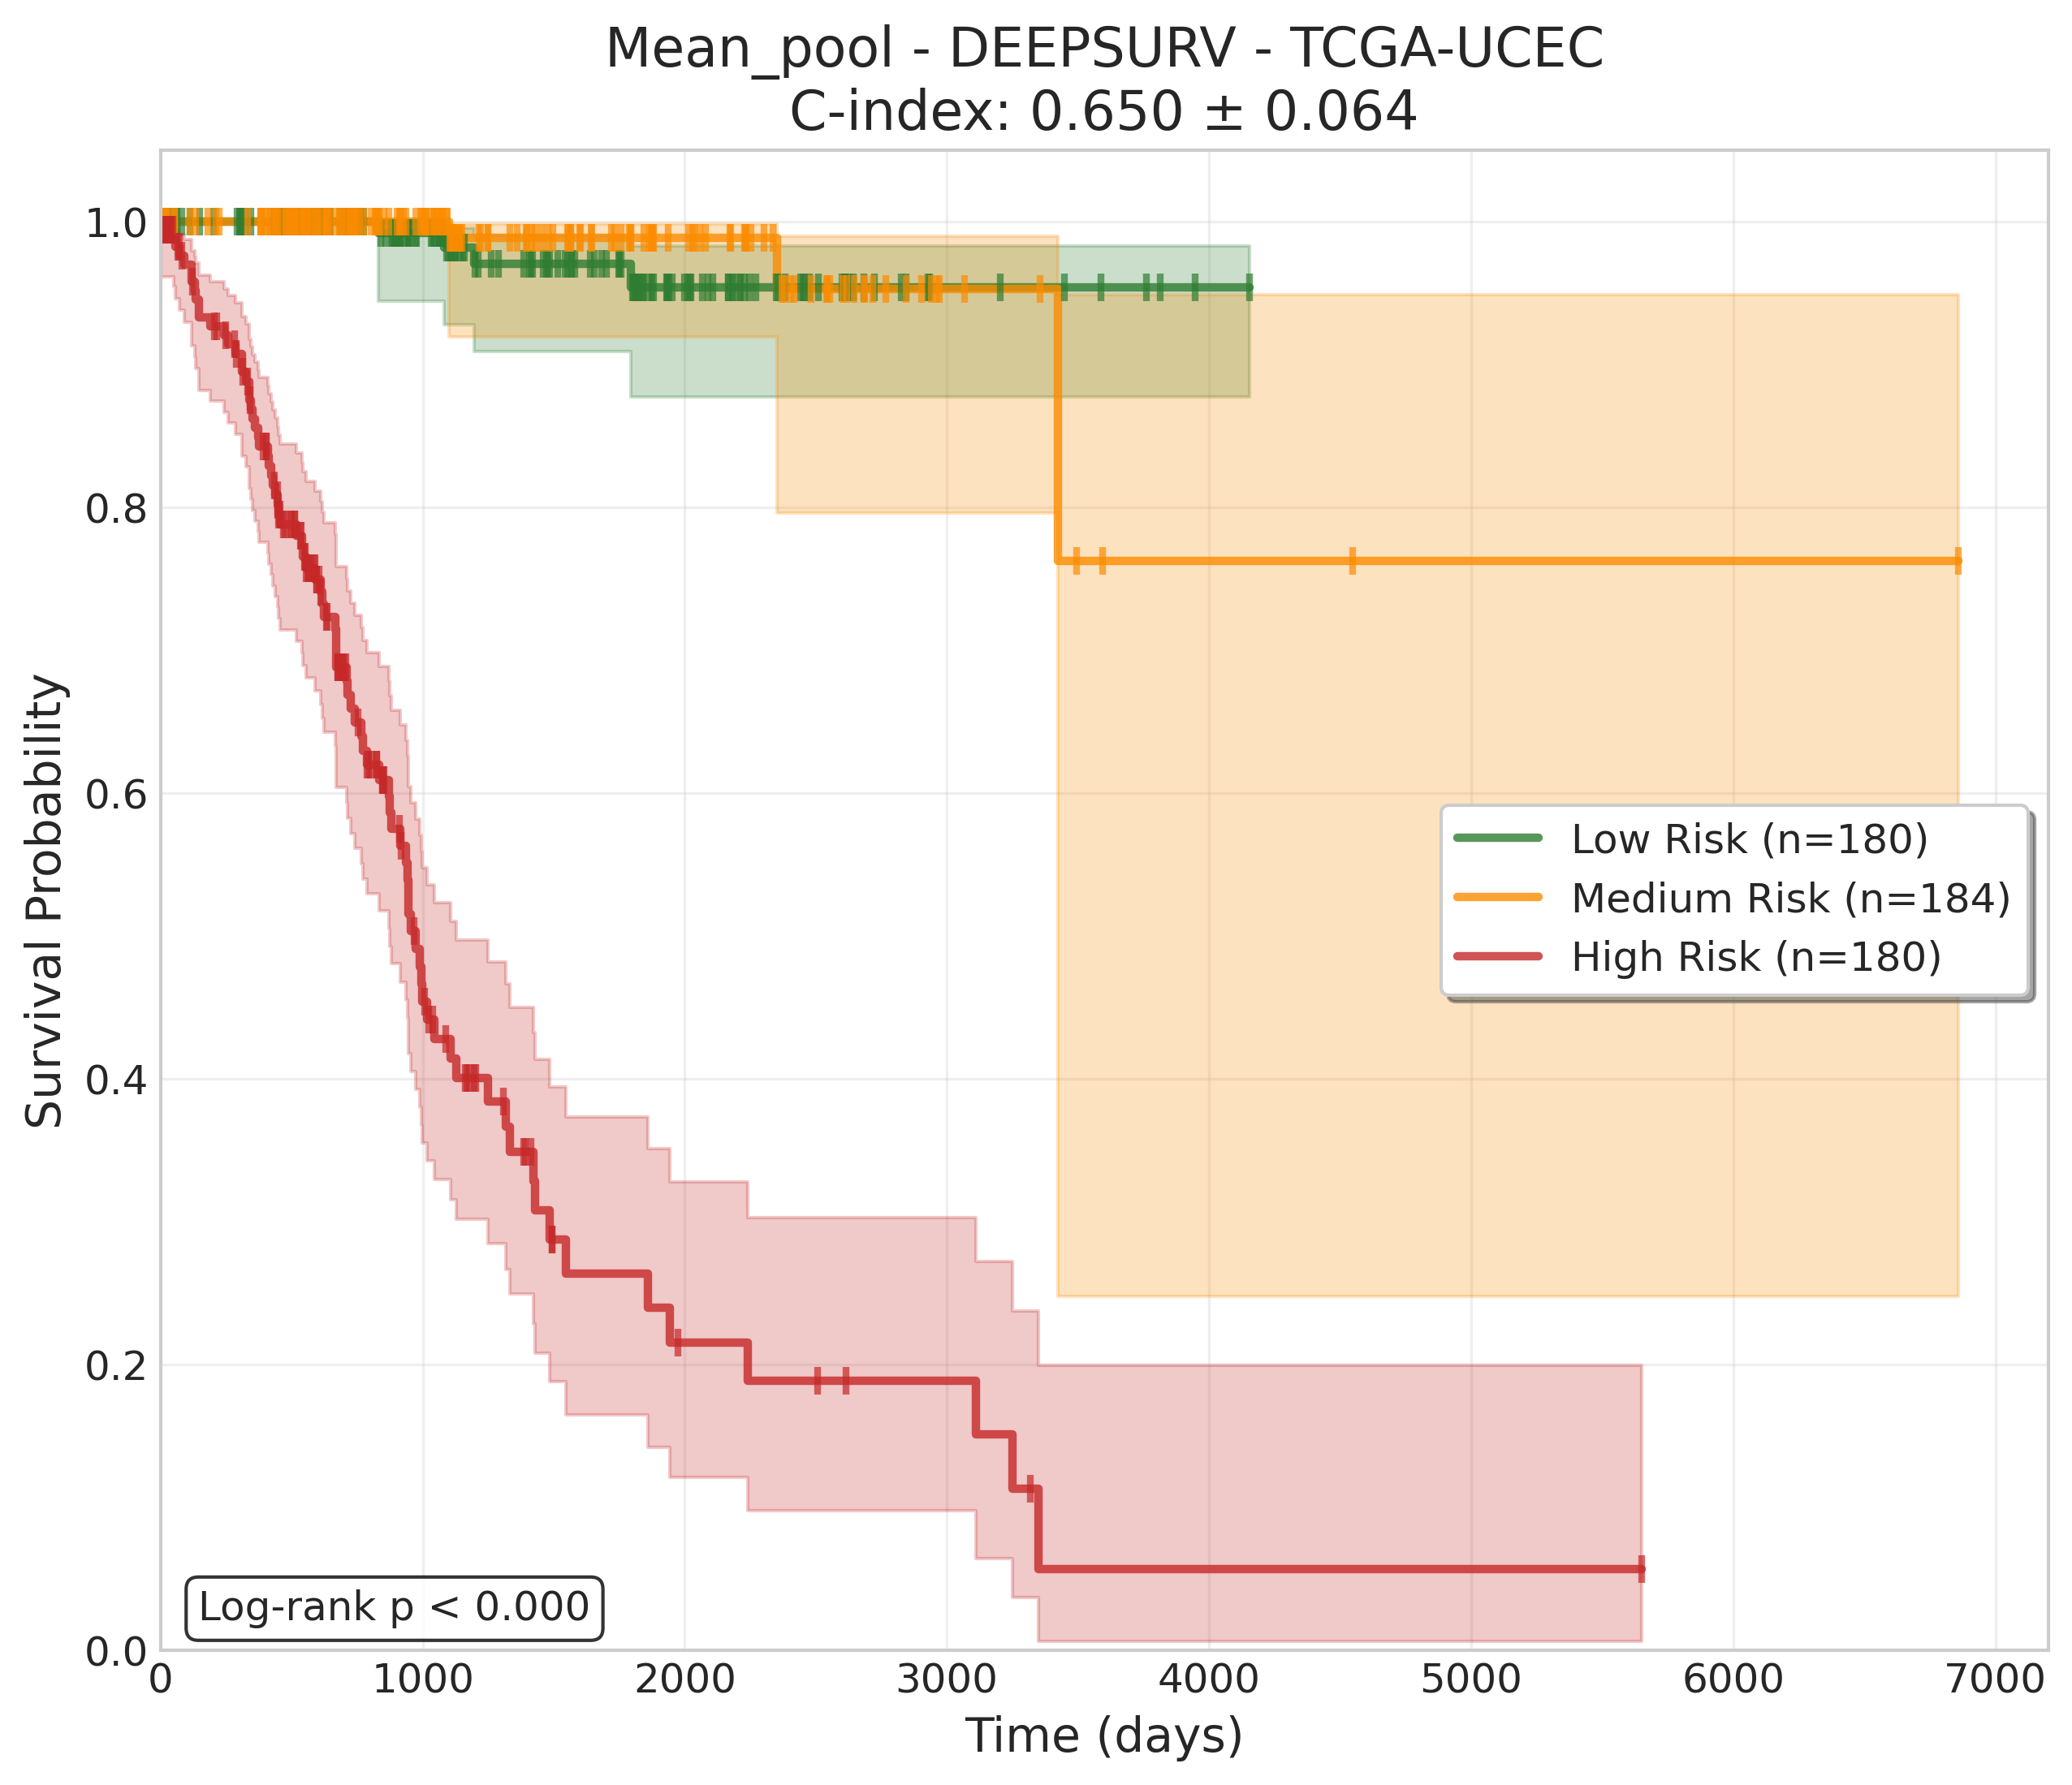 Mean_pool - DEEPSURV - TCGA-UCEC
C-index: 0.650 ± 0.064
Survival Probability
1.0
0.8
0.6
0.4
0.2
0.0
Low Risk (n=180)
Medium Risk (n=184)
High Risk (n=180)
Log-rank p < 0.000
0 1000 2000 3000 4000 5000 6000 7000
Time (days)